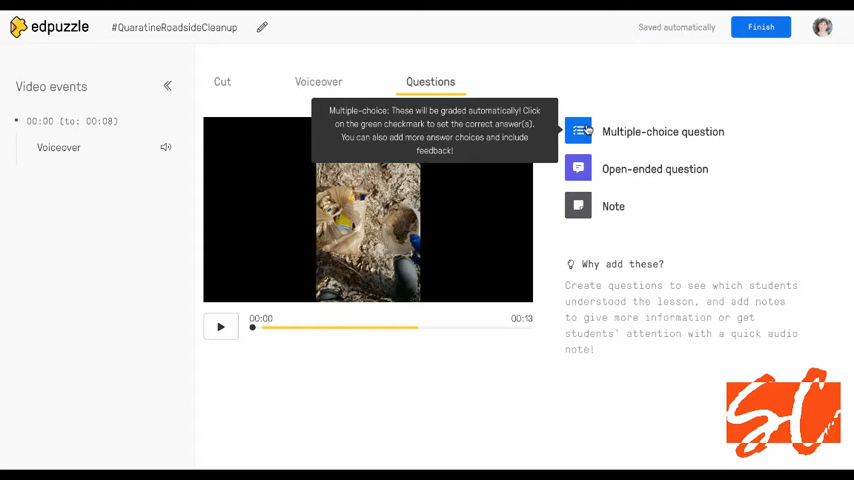 edpuzzle
#QuaratineRoadsideCleanup
Saved automatically
Finish
Video events
Cut
Voiceover
Questions
00:00 (to: 00:08)
Voiceover
Multiple-choice: These will be graded automatically! Click
on the green checkmark to set the correct answer(s).
You can also add more answer choices and include
feedback!
Multiple-choice question
Open-ended question
Note
00:00
00:13
Why add these?
Create questions to see which students
understood the lesson, and add notes
to give more information or get
students' attention with a quick audio
note!
SC